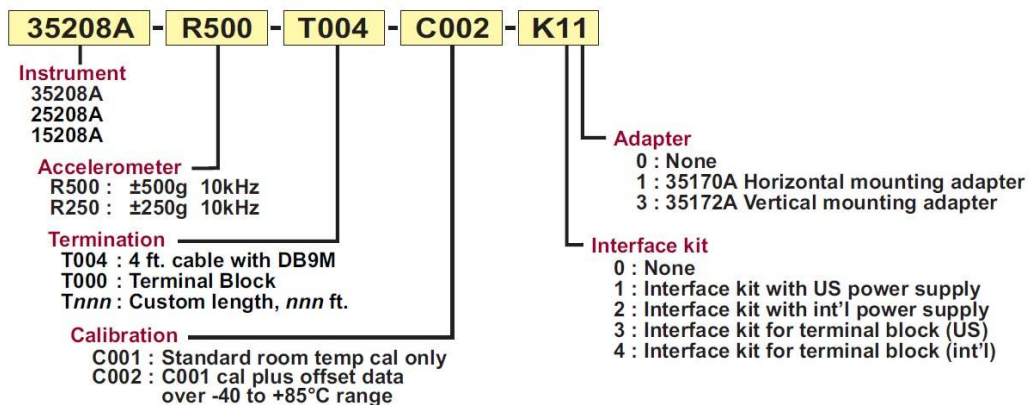 35208A - R500 - T004 - C002 - K11
Instrument
35208A
25208A
15208A
Accelerometer
R500 : ±500g 10kHz
R250 : ±250g 10kHz
Termination
T004 : 4 ft. cable with DB9M
T000 : Terminal Block
Tnnn : Custom length, nnn ft.
Calibration
C001 : Standard room temp cal only
C002 : C001 cal plus offset data
over -40 to +85°C range
Adapter
0 : None
1 : 35170A Horizontal mounting adapter
3 : 35172A Vertical mounting adapter
Interface kit
0 : None
1 : Interface kit with US power supply
2 : Interface kit with int'l power supply
3 : Interface kit for terminal block (US)
4 : Interface kit for terminal block (int'l)